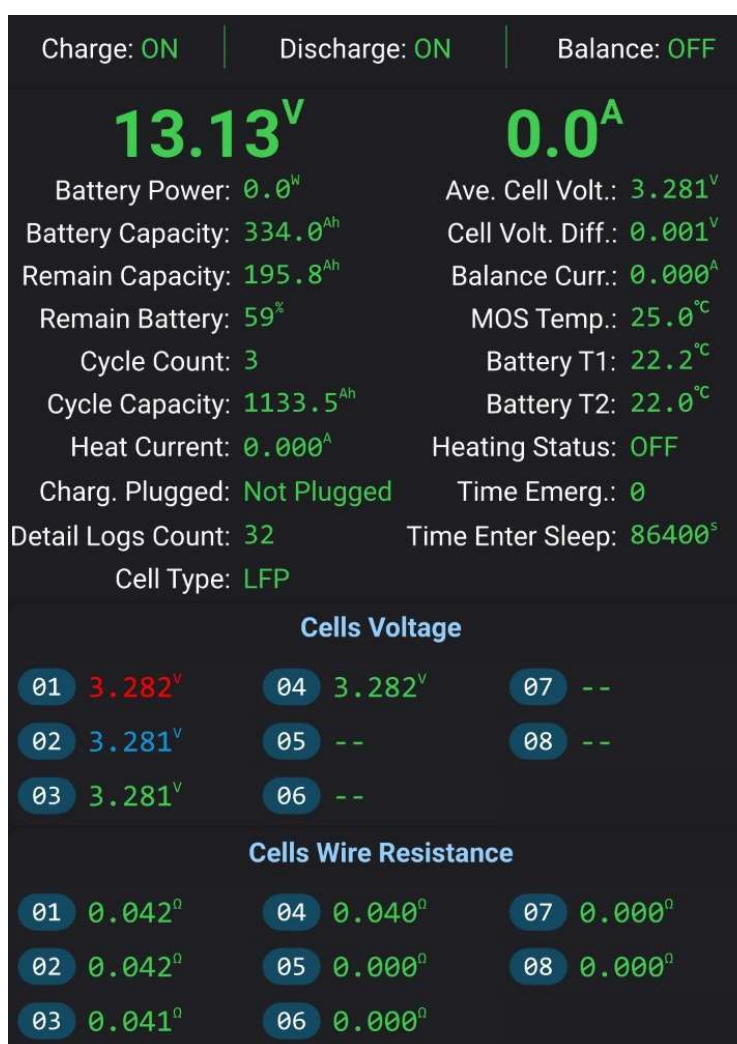 Charge: ON Discharge: ON Balance: OFF
13.13V 0.0A
Battery Power: 0.0W Ave. Cell Volt.: 3.281V
Battery Capacity: 334.0Ah Cell Volt. Diff.: 0.001V
Remain Capacity: 195.8Ah Balance Curr.: 0.000A
Remain Battery: 59% MOS Temp.: 25.0°C
Cycle Count: 3 Battery T1: 22.2°C
Cycle Capacity: 1133.5Ah Battery T2: 22.0°C
Heat Current: 0.000A Heating Status: OFF
Charg. Plugged: Not Plugged Time Emerg.: 0
Detail Logs Count: 32 Time Enter Sleep: 86400s
Cell Type: LFP
Cells Voltage
01 3.282V 04 3.282V 07 --
02 3.281V 05 -- 08 --
03 3.281V 06 --
Cells Wire Resistance
01 0.042Ω 04 0.040Ω 07 0.000Ω
02 0.042Ω 05 0.000Ω 08 0.000Ω
03 0.041Ω 06 0.000Ω